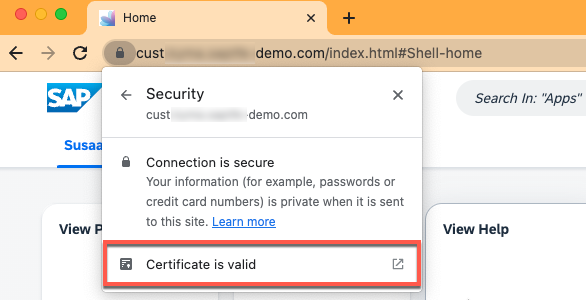 Home
cust demo.com/index.html#Shell-home
SAP
Search In: "Apps"
Susaa
Security
cust -demo.com
Connection is secure
Your information (for example, passwords or
credit card numbers) is private when it is sent
to this site. Learn more
View P
View Help
Certificate is valid